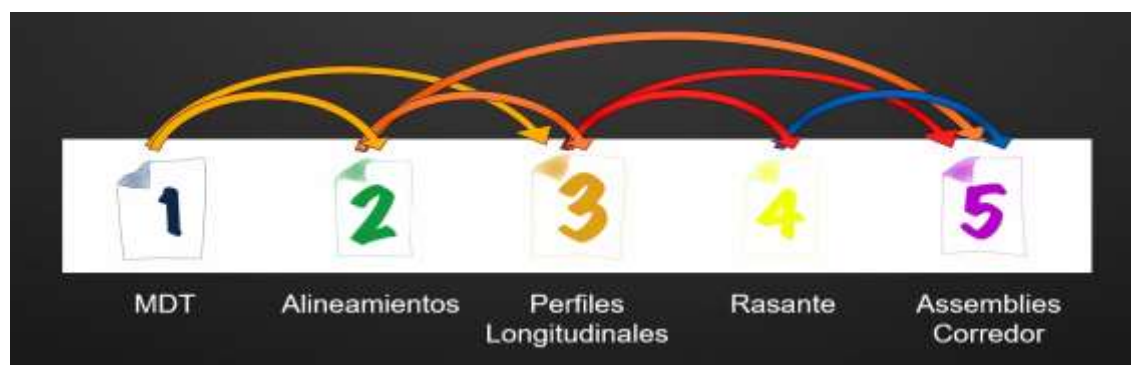 1 2 3 4 5
MDT Alineamientos Perfiles Rasante Assemblies
Longitudinales Corredor